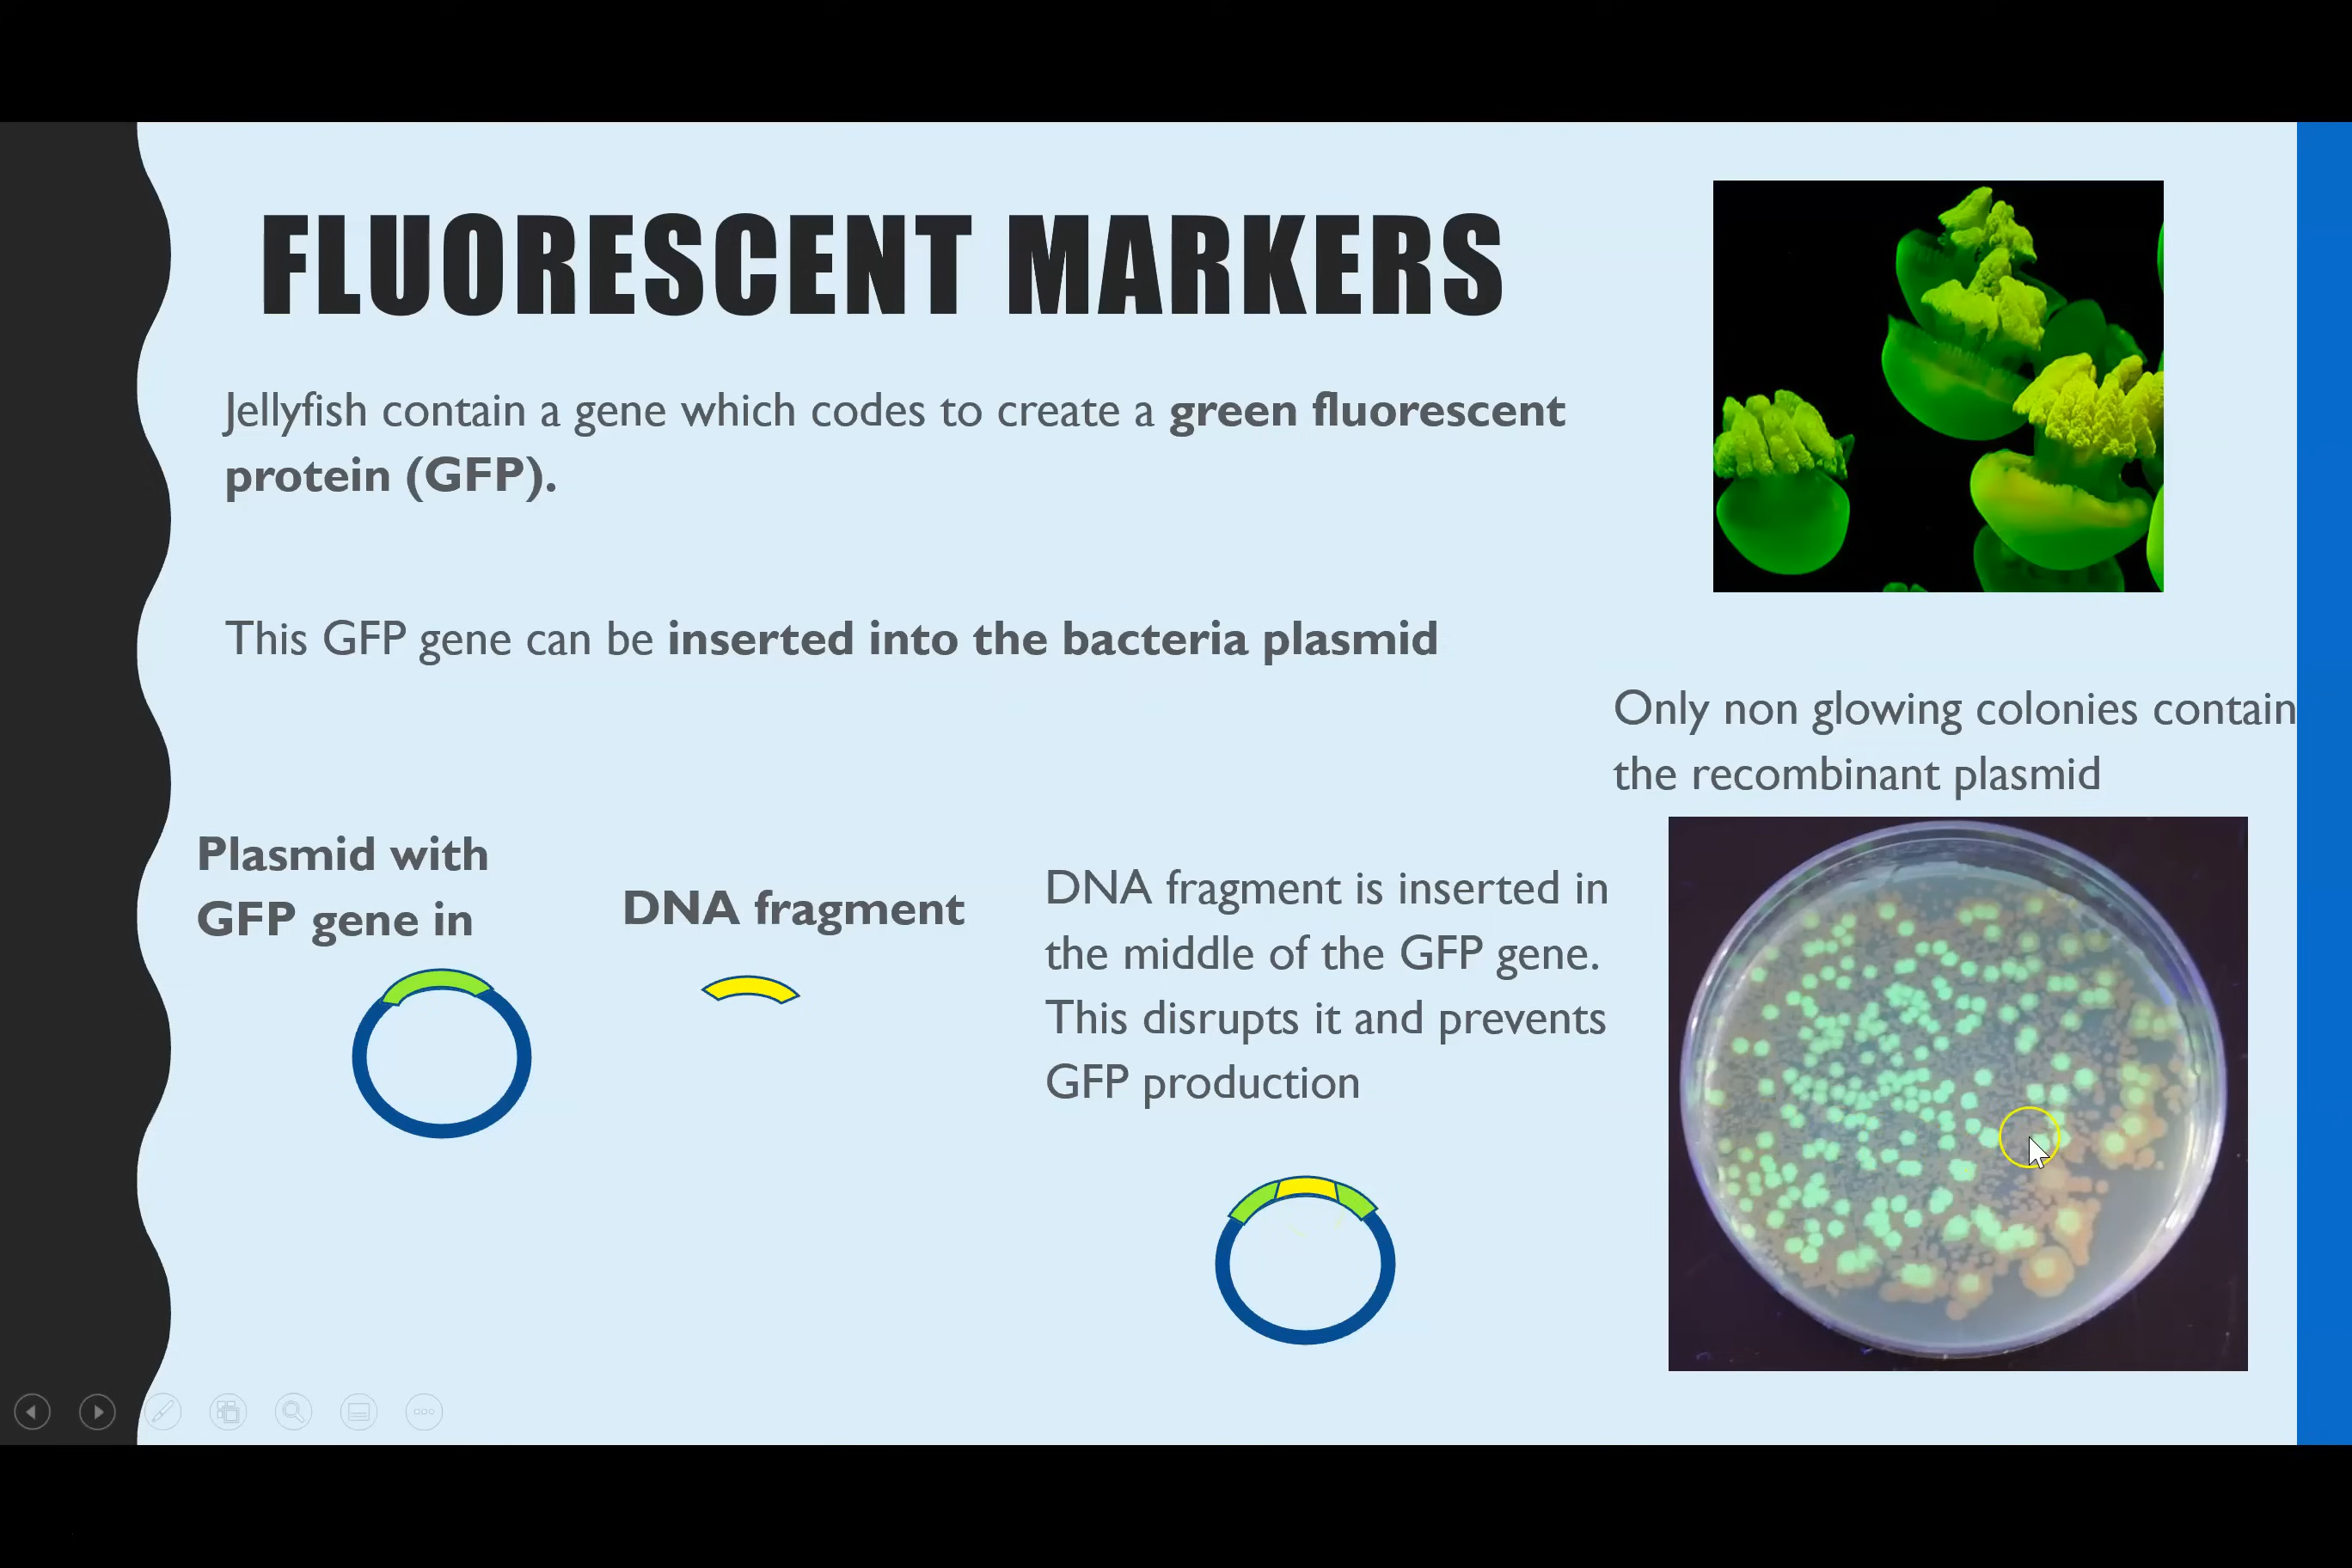 FLUORESCENT MARKERS
Jellyfish contain a gene which codes to create a green fluorescent
protein (GFP).
This GFP gene can be inserted into the bacteria plasmid
Only non glowing colonies contain
the recombinant plasmid
Plasmid with
GFP gene in
DNA fragment
DNA fragment is inserted in
the middle of the GFP gene.
This disrupts it and prevents
GFP production